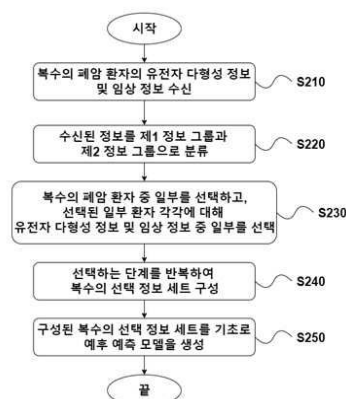 시작
복수의 폐암 환자의 유전자 다형성 정보
및 임상 정보 수신
S210
수신된 정보를 제1 정보 그룹과
제2 정보 그룹으로 분류
S220
복수의 폐암 환자 중 일부를 선택하고,
선택된 일부 환자 각각에 대해
유전자 다형성 정보 및 임상 정보 중 일부를 선택
S230
선택하는 단계를 반복하여
복수의 선택 정보 세트 구성
S240
구성된 복수의 선택 정보 세트를 기초로
예후 예측 모델을 생성
S250
끝